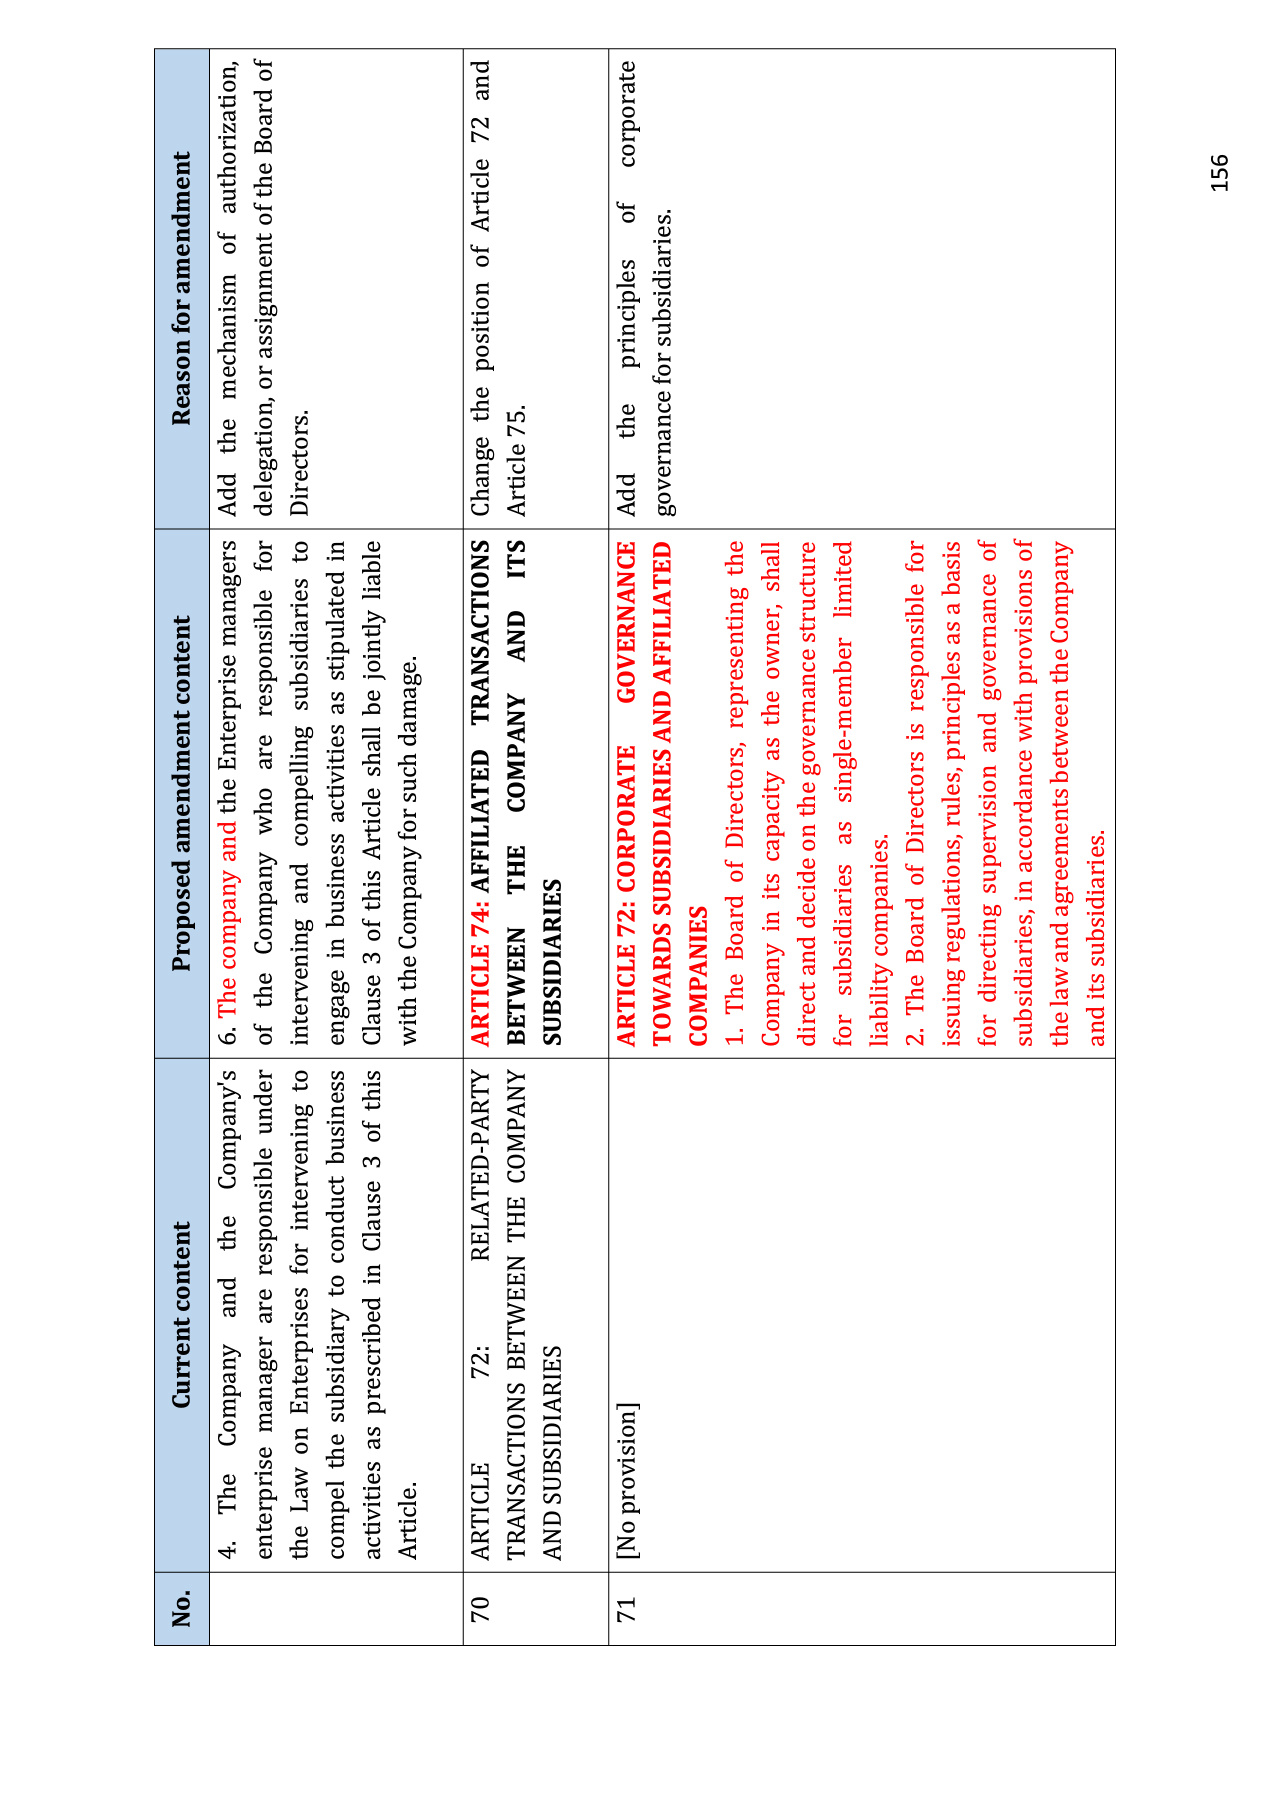 No.
Current content
Proposed amendment content
Reason for amendment
4. The Company and the Company's
enterprise manager are responsible under
the Law on Enterprises for intervening to
compel the subsidiary to conduct business
activities as prescribed in Clause 3 of this
Article.
6. The company and the Enterprise managers
of the Company who are responsible for
intervening and compelling subsidiaries to
engage in business activities as stipulated in
Clause 3 of this Article shall be jointly liable
with the Company for such damage.
Add the mechanism of authorization,
delegation, or assignment of the Board of
Directors.
70
ARTICLE 72: RELATED-PARTY
TRANSACTIONS BETWEEN THE COMPANY
AND SUBSIDIARIES
ARTICLE 74: AFFILIATED TRANSACTIONS
BETWEEN THE COMPANY AND ITS
SUBSIDIARIES
Change the position of Article 72 and
Article 75.
71
[No provision]
ARTICLE 72: CORPORATE GOVERNANCE
TOWARDS SUBSIDIARIES AND AFFILIATED
COMPANIES
1. The Board of Directors, representing the
Company in its capacity as the owner, shall
direct and decide on the governance structure
for subsidiaries as single-member limited
liability companies.
2. The Board of Directors is responsible for
issuing regulations, rules, principles as a basis
for directing supervision and governance of
subsidiaries, in accordance with provisions of
the law and agreements between the Company
and its subsidiaries.
Add the principles of corporate
governance for subsidiaries.
156